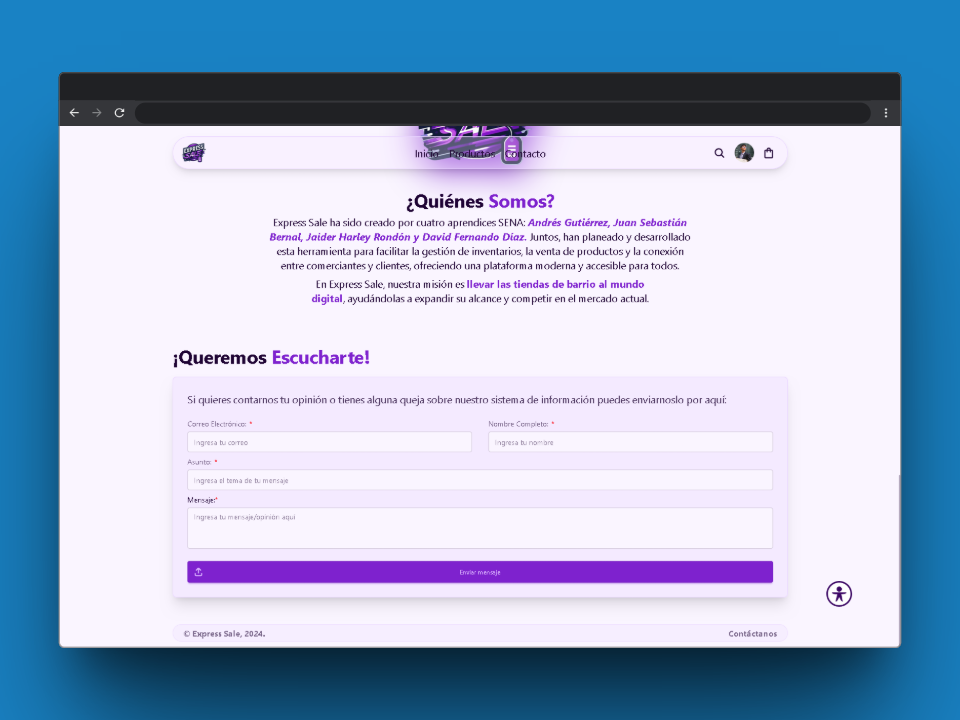 SALE
EXPRESS
SALE
Inicio
Productos
Contacto
¿Quiénes Somos?
Express Sale ha sido creado por cuatro aprendices SENA: Andrés Gutiérrez, Juan Sebastián
Bernal, Jaider Harley Rondón y David Fernando Diaz. Juntos, han planeado y desarrollado
esta herramienta para facilitar la gestión de inventarios, la venta de productos y la conexión
entre comerciantes y clientes, ofreciendo una plataforma moderna y accesible para todos.
En Express Sale, nuestra misión es llevar las tiendas de barrio al mundo
digital, ayudándolas a expandir su alcance y competir en el mercado actual.
¡Queremos Escucharte!
Si quieres contarnos tu opinión o tienes alguna queja sobre nuestro sistema de información puedes enviarnoslo por aquí:
Correo Electrónico: *
Nombre Completo: *
Ingresa tu correo
Ingresa tu nombre
Asunto: *
Ingresa el tema de tu mensaje
Mensaje:*
Ingresa tu mensaje/opinión aquí
Enviar mensaje
© Express Sale, 2024.
Contáctanos